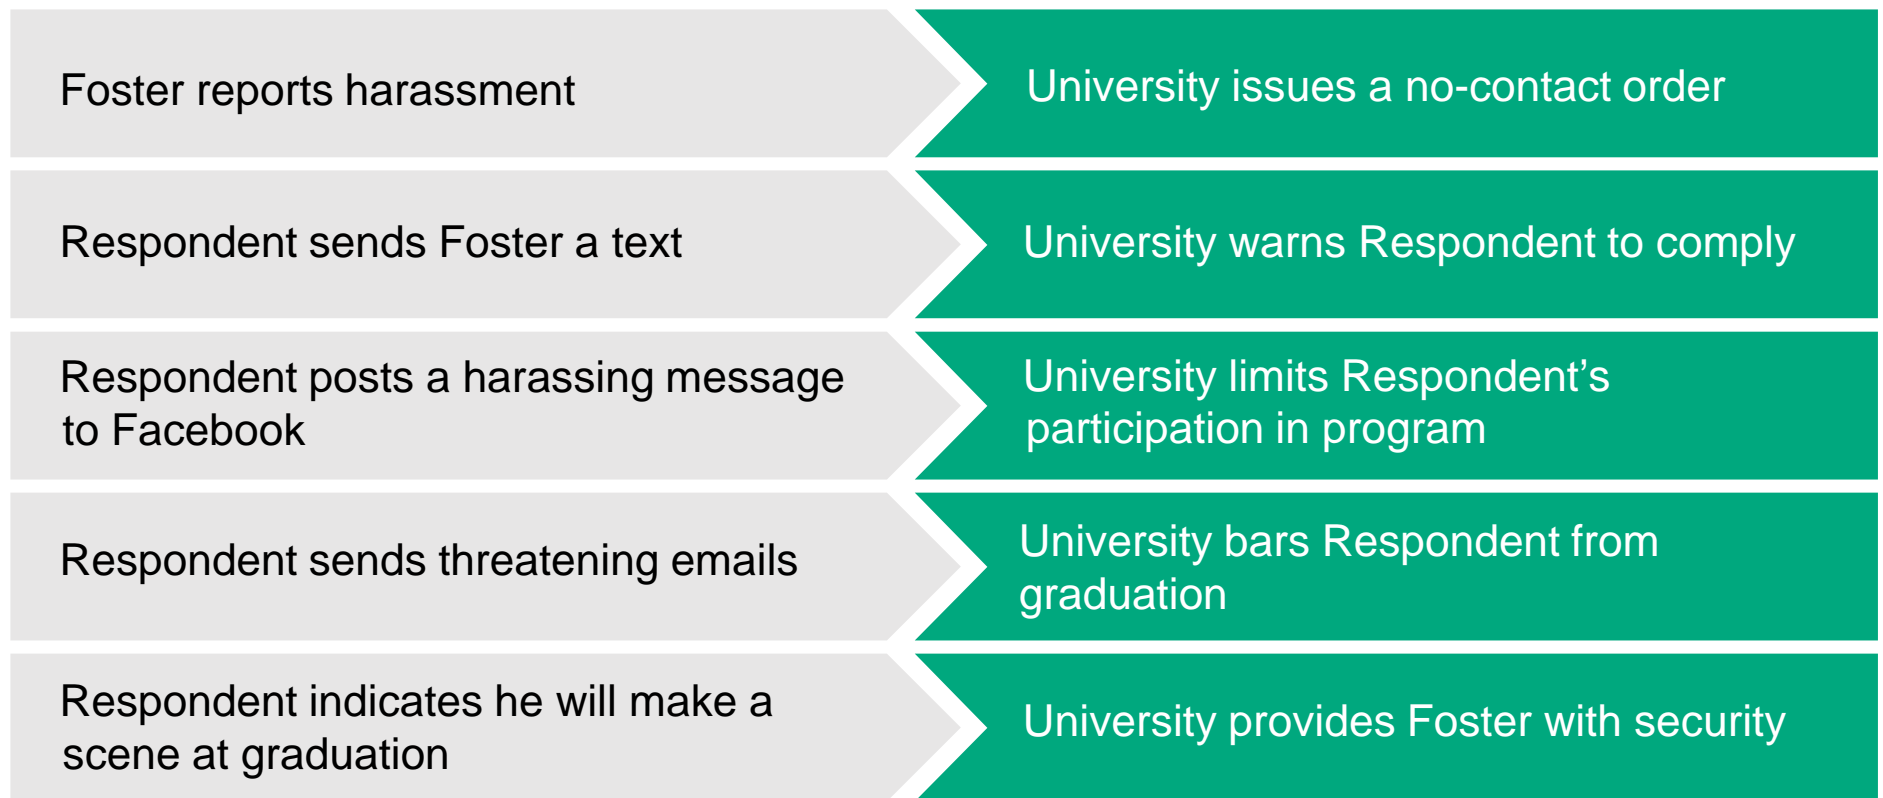 Foster reports harassment
University issues a no-contact order
Respondent sends Foster a text
University warns Respondent to comply
Respondent posts a harassing message
to Facebook
University limits Respondent’s
participation in program
Respondent sends threatening emails
University bars Respondent from
graduation
Respondent indicates he will make a
scene at graduation
University provides Foster with security